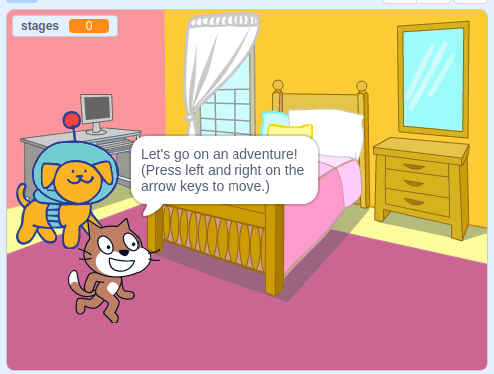 stages 0
Let's go on an adventure!
(Press left and right on the
arrow keys to move.)